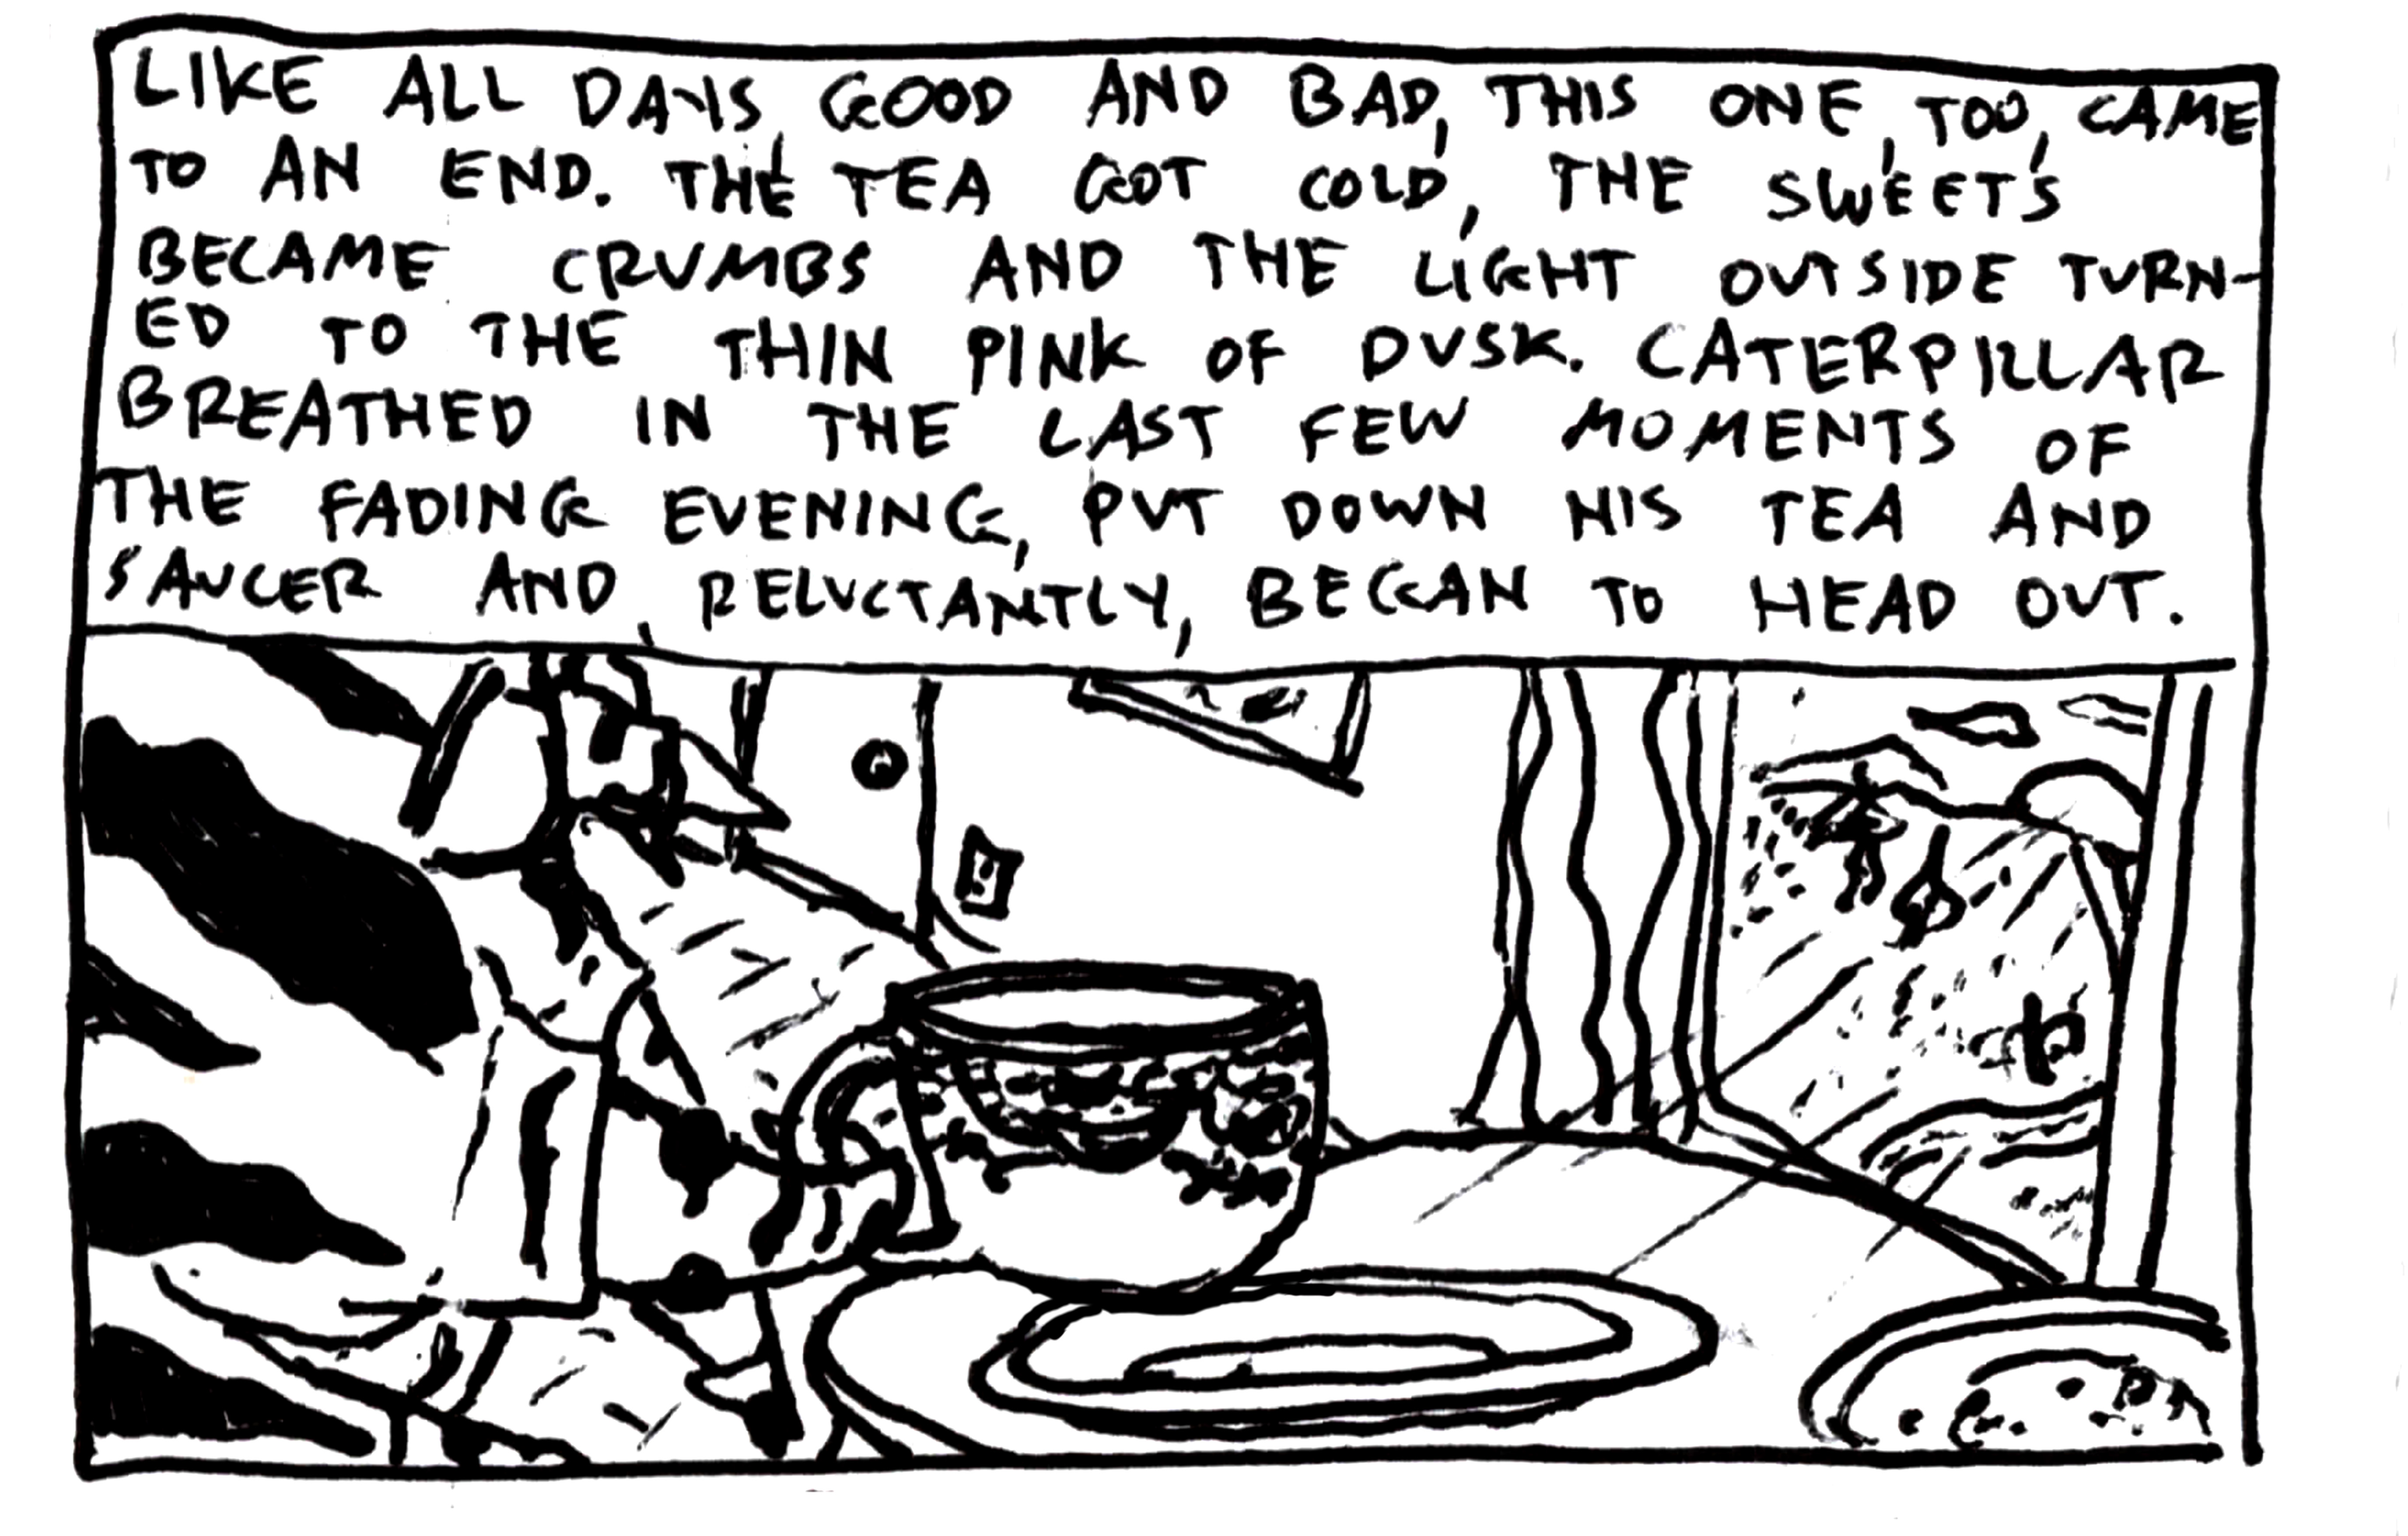 LIKE ALL DAYS, GOOD AND BAD, THIS ONE, TOO, CAME
TO AN END. THE TEA GOT COLD, THE SWEETS
BECAME CRUMBS AND THE LIGHT OUTSIDE TURN-
ED TO THE THIN PINK OF DUSK. CATERPILLAR
BREATHED IN THE LAST FEW MOMENTS OF
THE FADING EVENING, PUT DOWN HIS TEA AND
SAUCER AND, RELUCTANTLY, BEGAN TO HEAD OUT.